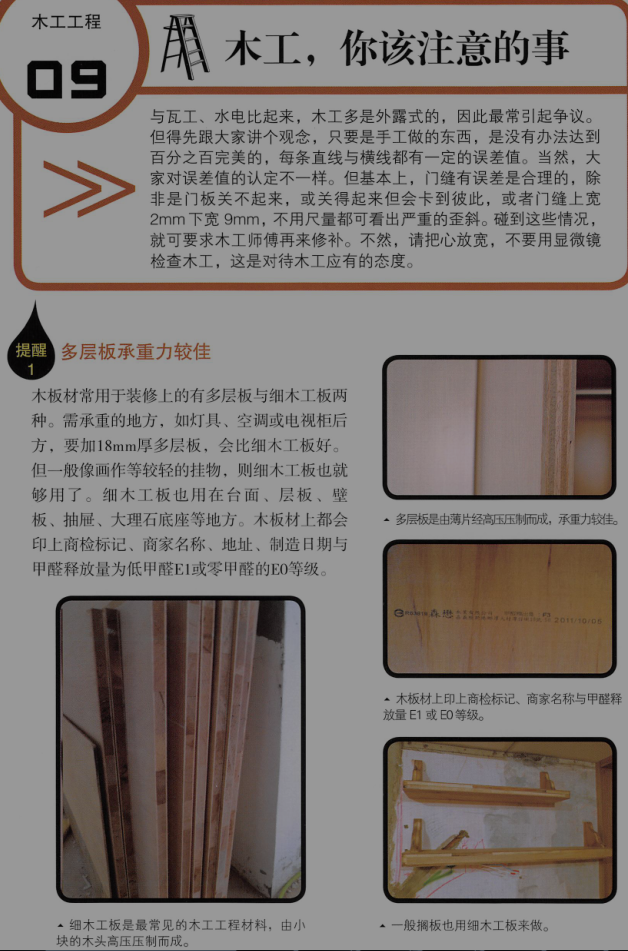 木工工程
09
木工，你该注意的事
与瓦工、水电比起来，木工多是外露式的，因此最常引起争议。
但得先跟大家讲个观念，只要是手工做的东西，是没有办法达到
百分之百完美的，每条直线与横线都有一定的误差值。当然，大
家对误差值的认定不一样。但基本上，门缝有误差是合理的，除
非是门板关不起来，或关得起来但会卡到彼此，或者门缝上宽
2mm下宽 9mm，不用尺量都可看出严重的歪斜。碰到这些情况，
就可要求木工师傅再来修补。不然，请把心放宽，不要用显微镜
检查木工，这是对待木工应有的态度。
提醒
1
多层板承重力较佳
木板材常用于装修上的有多层板与细木工板两
种。需承重的地方，如灯具、空调或电视柜后
方，要加18mm厚多层板，会比细木工板好。
但一般像画作等较轻的挂物，则细木工板也就
够用了。细木工板也用在台面、层板、壁
板、抽屉、大理石底座等地方。木板材上都会
印上商检标记、商家名称、地址、制造日期与
甲醛释放量为低甲醛E1或零甲醛的E0等级。
多层板是由薄片经高压压制而成，承重力较佳。
森懋
2011/10/05
木板材上印上商检标记、商家名称与甲醛释
放量 E1 或 E0 等级。
细木工板是最常见的木工工程材料，由小
块的木头高压压制而成。
一般搁板也用细木工板来做。